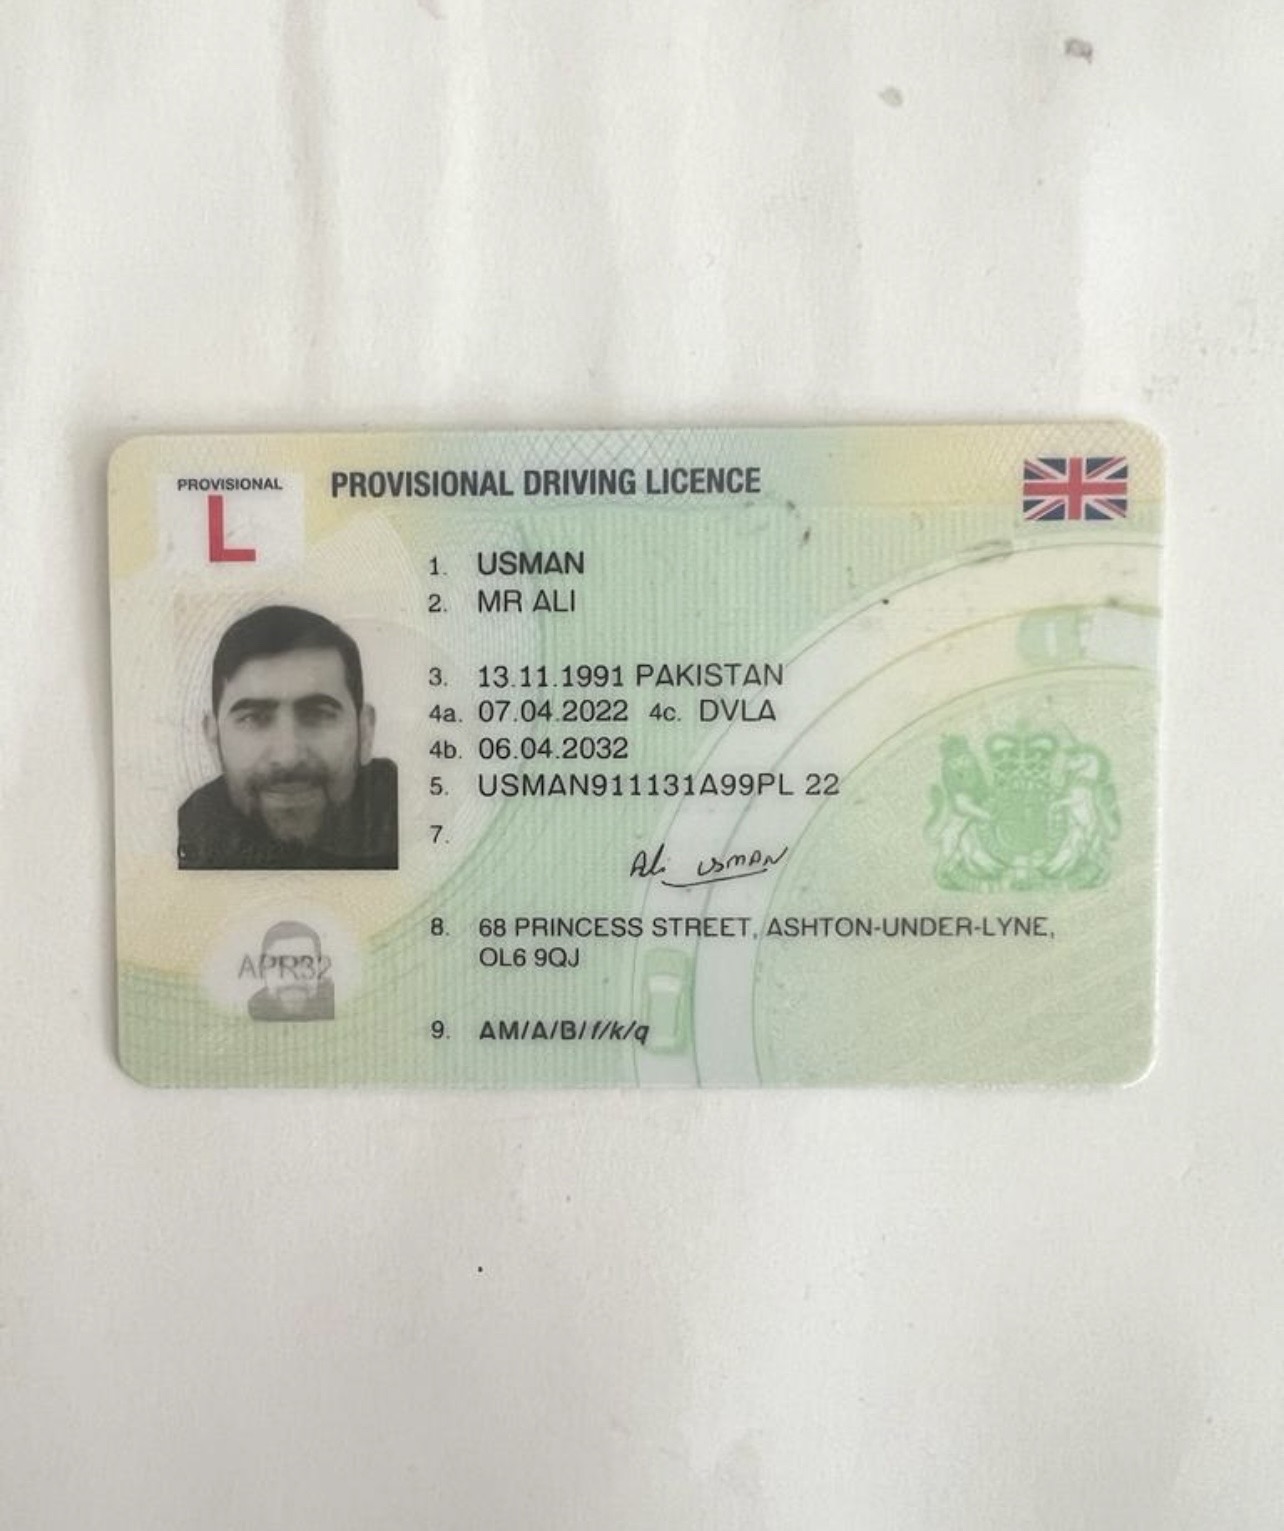 PROVISIONAL
L
PROVISIONAL DRIVING LICENCE
1. USMAN
2. MR ALI
3. 13.11.1991 PAKISTAN
4a. 07.04.2022 4c. DVLA
4b. 06.04.2032
5. USMAN911131A99PL 22
7.
Ali USMAN
8. 68 PRINCESS STREET, ASHTON-UNDER-LYNE,
OL6 9QJ
APR32
9. AM/A/B/f/k/q